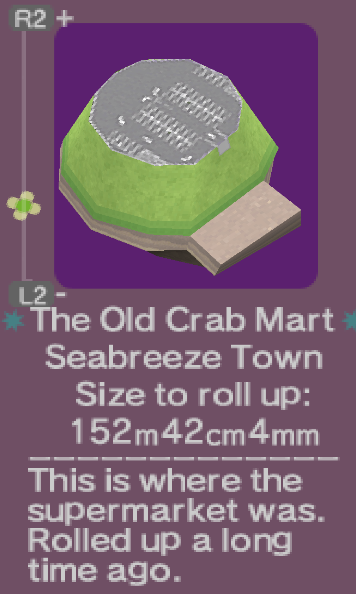 R2 +
L2 -
The Old Crab Mart
Seabreeze Town
Size to roll up:
152m42cm4mm
This is where the
supermarket was.
Rolled up a long
time ago.